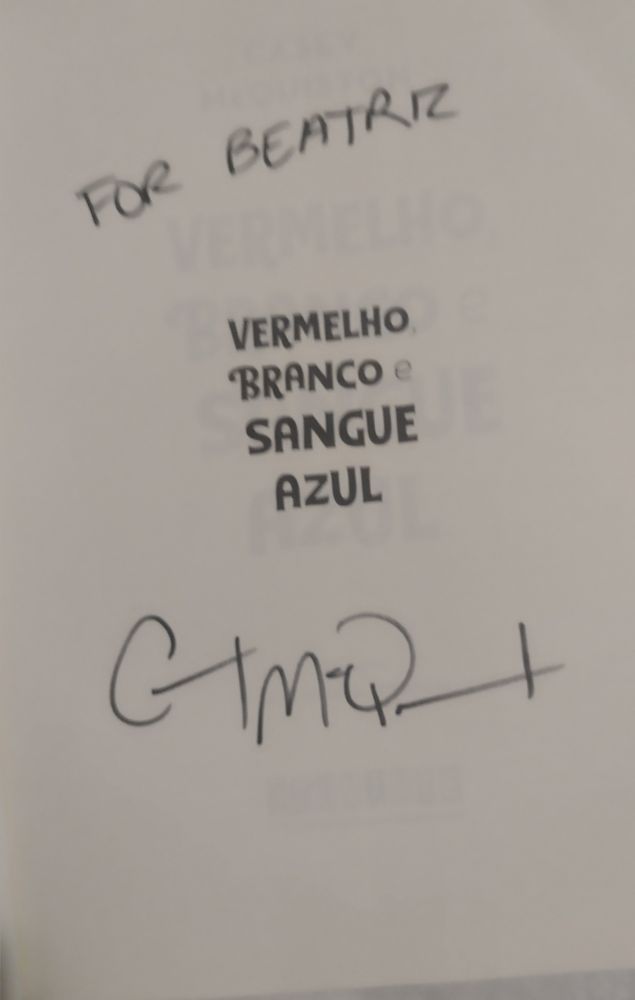 FOR BEATRIZ
VERMELHO,
BRANCO e
SANGUE
AZUL